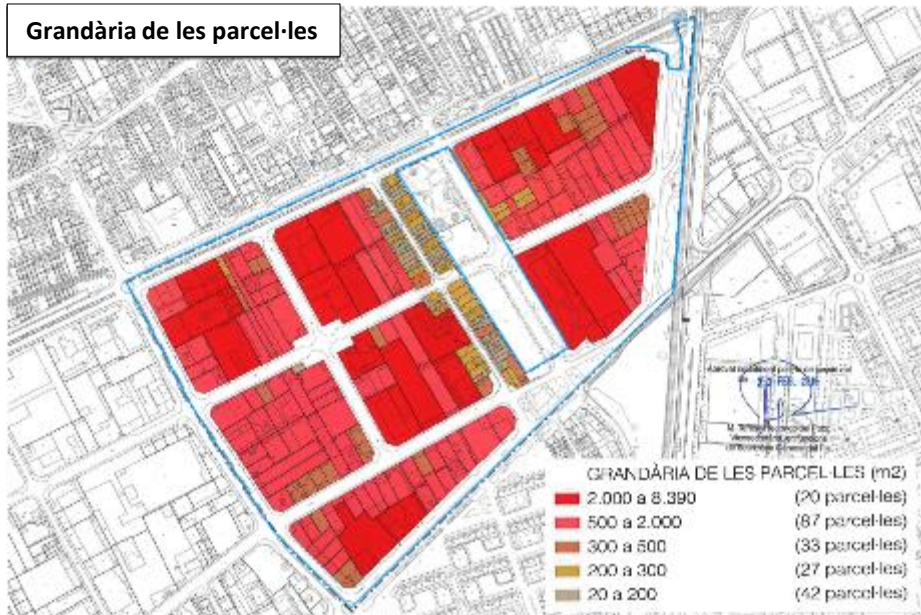 Grandària de les parcel·les
GRANDÀRIA DE LES PARCEL·LES (m2)
2.000 a 8.390 (20 parcel·les)
500 a 2.000 (87 parcel·les)
300 a 500 (33 parcel·les)
200 a 300 (27 parcel·les)
20 a 200 (42 parcel·les)